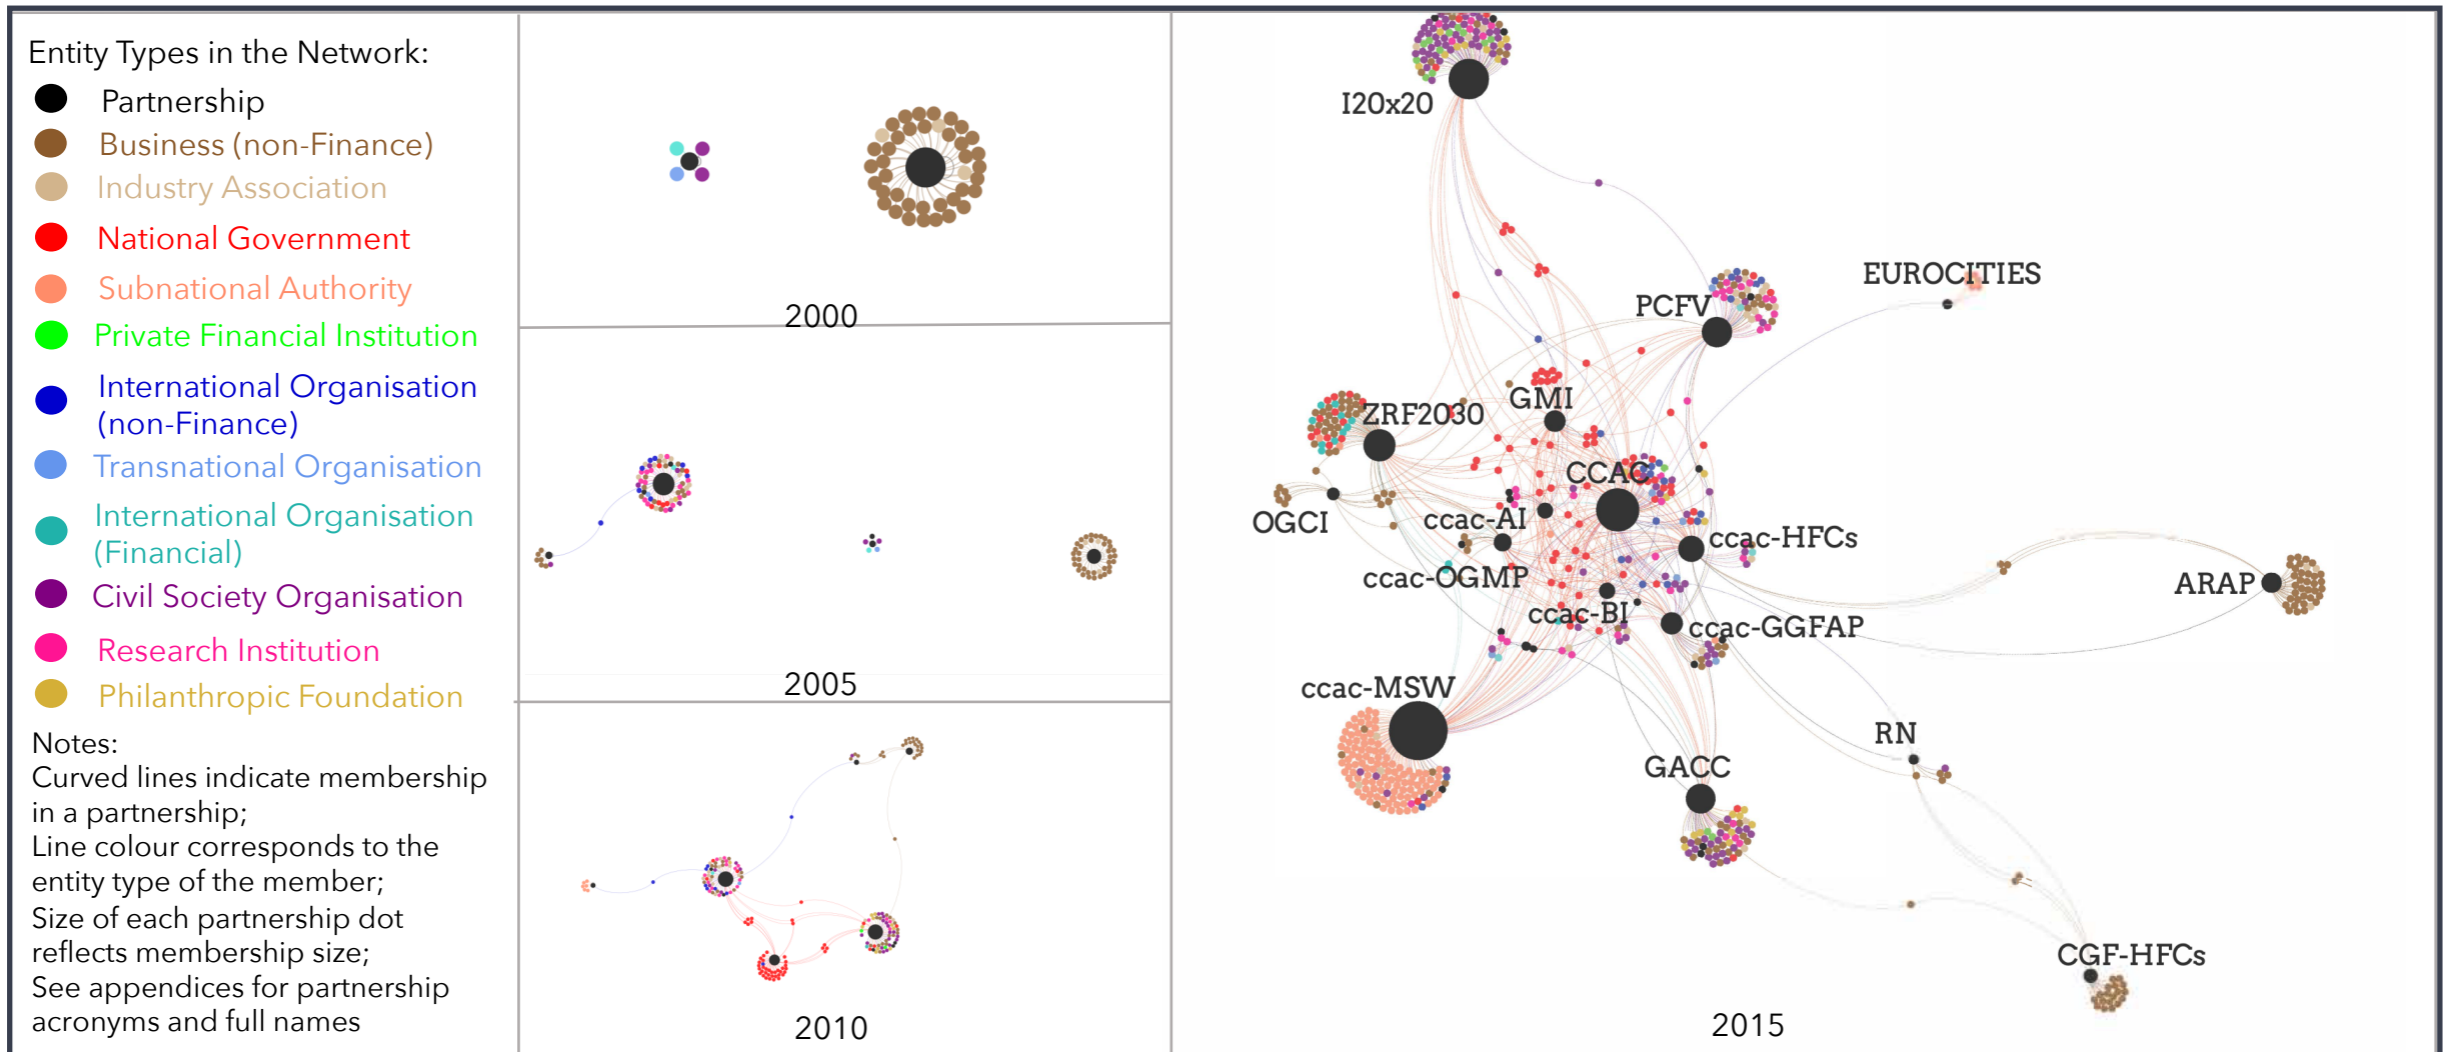 Entity Types in the Network:
Partnership
Business (non-Finance)
Industry Association
National Government
Subnational Authority
Private Financial Institution
International Organisation
(non-Finance)
Transnational Organisation
International Organisation
(Financial)
Civil Society Organisation
Research Institution
Philanthropic Foundation
Notes:
Curved lines indicate membership
in a partnership;
Line colour corresponds to the
entity type of the member;
Size of each partnership dot
reflects membership size;
See appendices for partnership
acronyms and full names
2000
2005
2010
I20x20
EUROCITIES
PCFV
GMI
ZRF2030
CCAC
OGCI
ccac-AI
ccac-HFCs
ccac-OGMP
ARAP
ccac-BI
ccac-GGFAP
ccac-MSW
RN
GACC
CGF-HFCs
2015